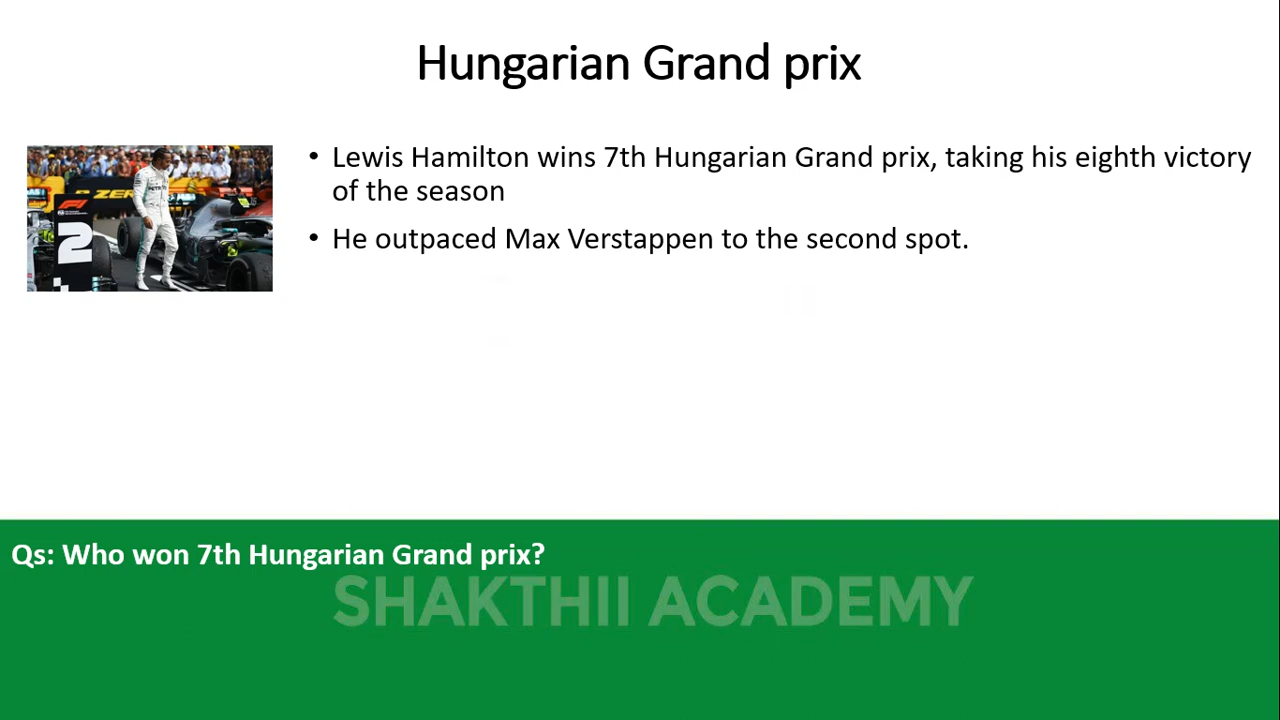 Hungarian Grand prix
• Lewis Hamilton wins 7th Hungarian Grand prix, taking his eighth victory
of the season
• He outpaced Max Verstappen to the second spot.
2
Qs: Who won 7th Hungarian Grand prix?
SHAKTHII ACADEMY